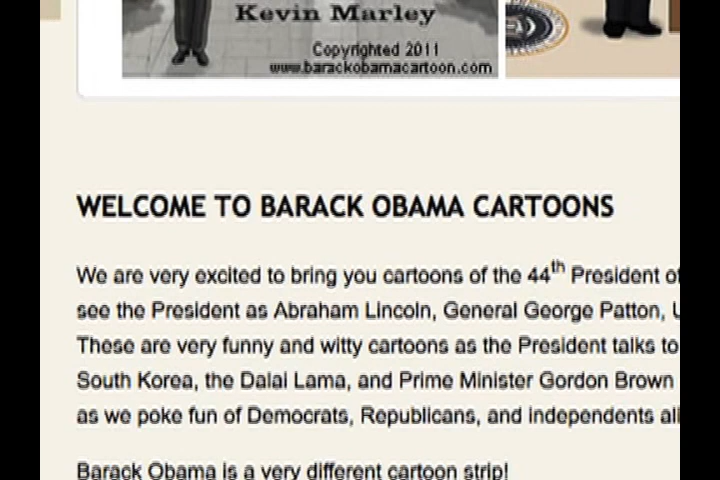 Kevin Marley
Copyrighted 2011
www.barackobamacartoon.com
WELCOME TO BARACK OBAMA CARTOONS
We are very excited to bring you cartoons of the 44th President of
see the President as Abraham Lincoln, General George Patton, U
These are very funny and witty cartoons as the President talks to
South Korea, the Dalai Lama, and Prime Minister Gordon Brown
as we poke fun of Democrats, Republicans, and independents ali
Barack Obama is a very different cartoon strip!